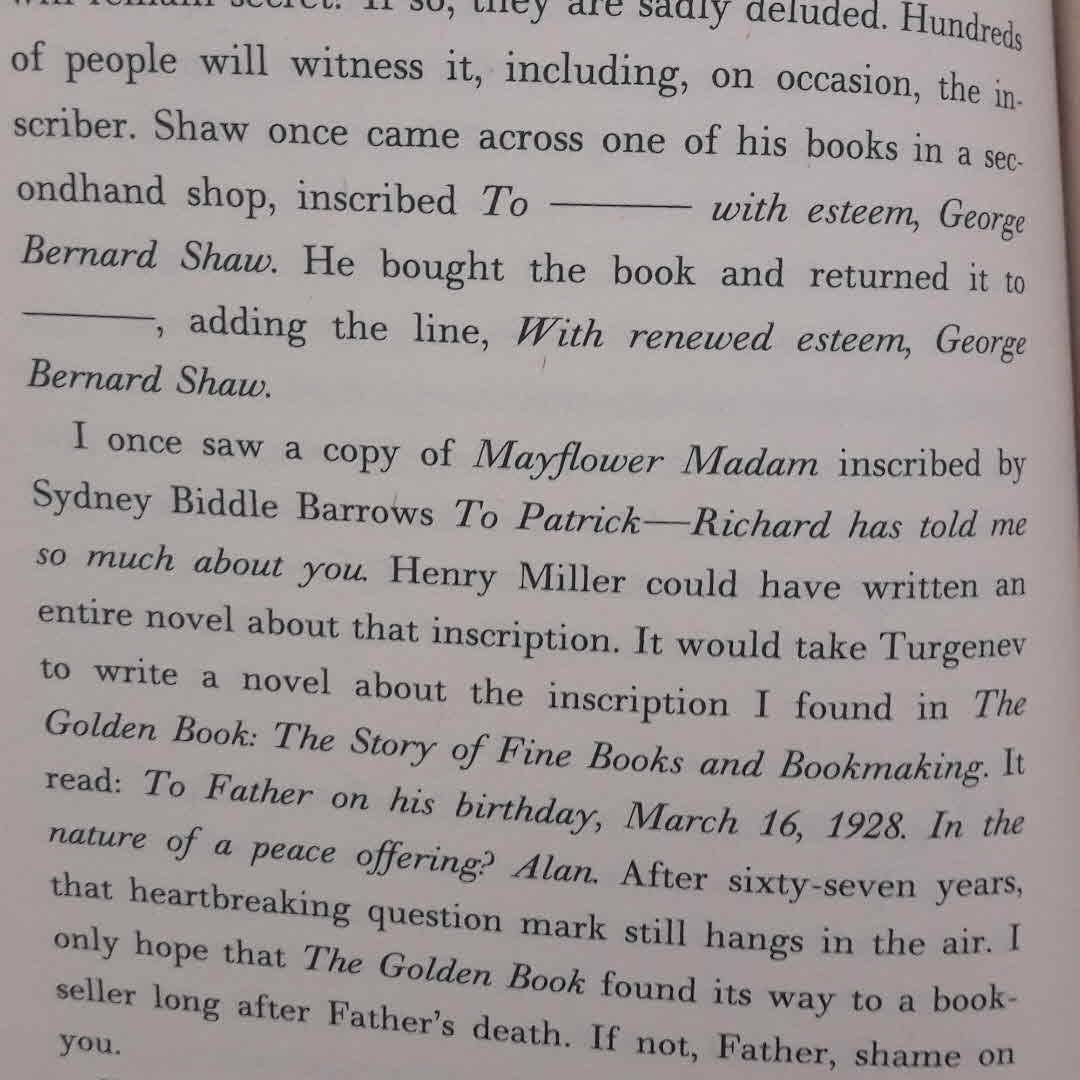 will remain secret. If so, they are sadly deluded. Hundreds
of people will witness it, including, on occasion, the in-
scriber. Shaw once came across one of his books in a sec-
ondhand shop, inscribed To ——— with esteem, George
Bernard Shaw. He bought the book and returned it to
———, adding the line, With renewed esteem, George
Bernard Shaw.
I once saw a copy of Mayflower Madam inscribed by
Sydney Biddle Barrows To Patrick—Richard has told me
so much about you. Henry Miller could have written an
entire novel about that inscription. It would take Turgenev
to write a novel about the inscription I found in The
Golden Book: The Story of Fine Books and Bookmaking. It
read: To Father on his birthday, March 16, 1928. In the
nature of a peace offering? Alan. After sixty-seven years,
that heartbreaking question mark still hangs in the air. I
only hope that The Golden Book found its way to a book-
seller long after Father's death. If not, Father, shame on
you.